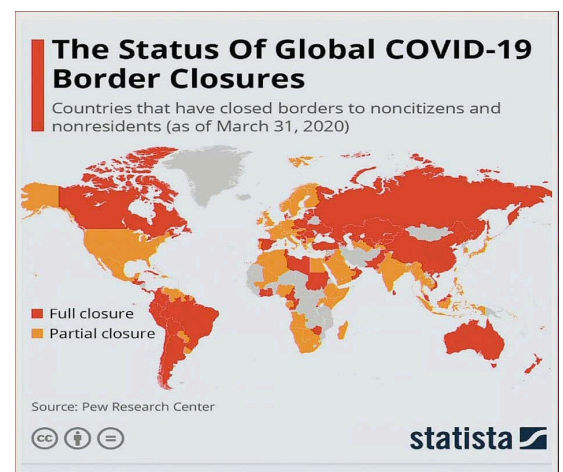 The Status Of Global COVID-19
Border Closures
Countries that have closed borders to noncitizens and
nonresidents (as of March 31, 2020)
Full closure
Partial closure
Source: Pew Research Center
cc
statista